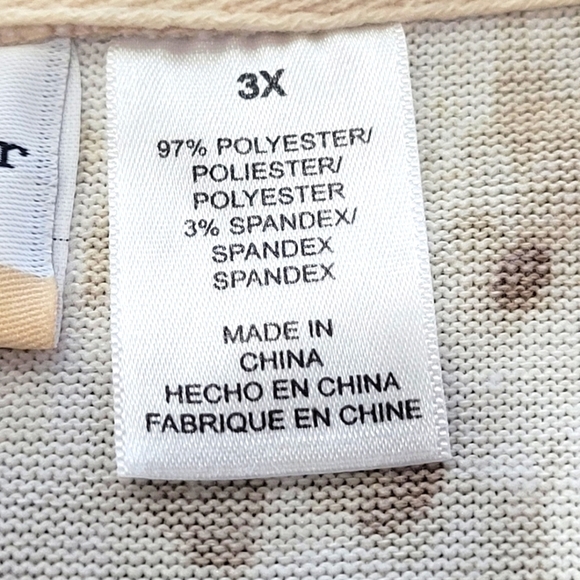 3X
97% POLYESTER/
POLIESTER/
POLYESTER
3% SPANDEX/
SPANDEX
SPANDEX
MADE IN
CHINA
HECHO EN CHINA
FABRIQUE EN CHINE